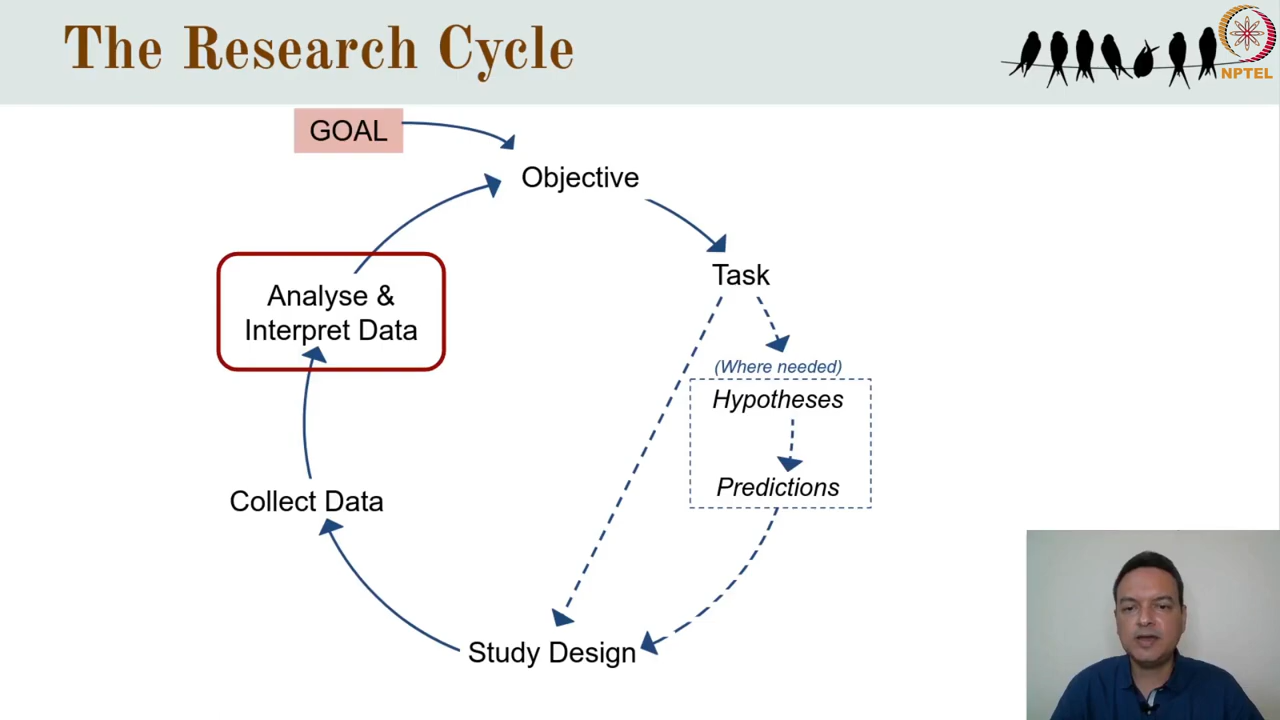 The Research Cycle
NPTEL
GOAL
Objective
Task
(Where needed)
Hypotheses
Predictions
Study Design
Collect Data
Analyse &
Interpret Data